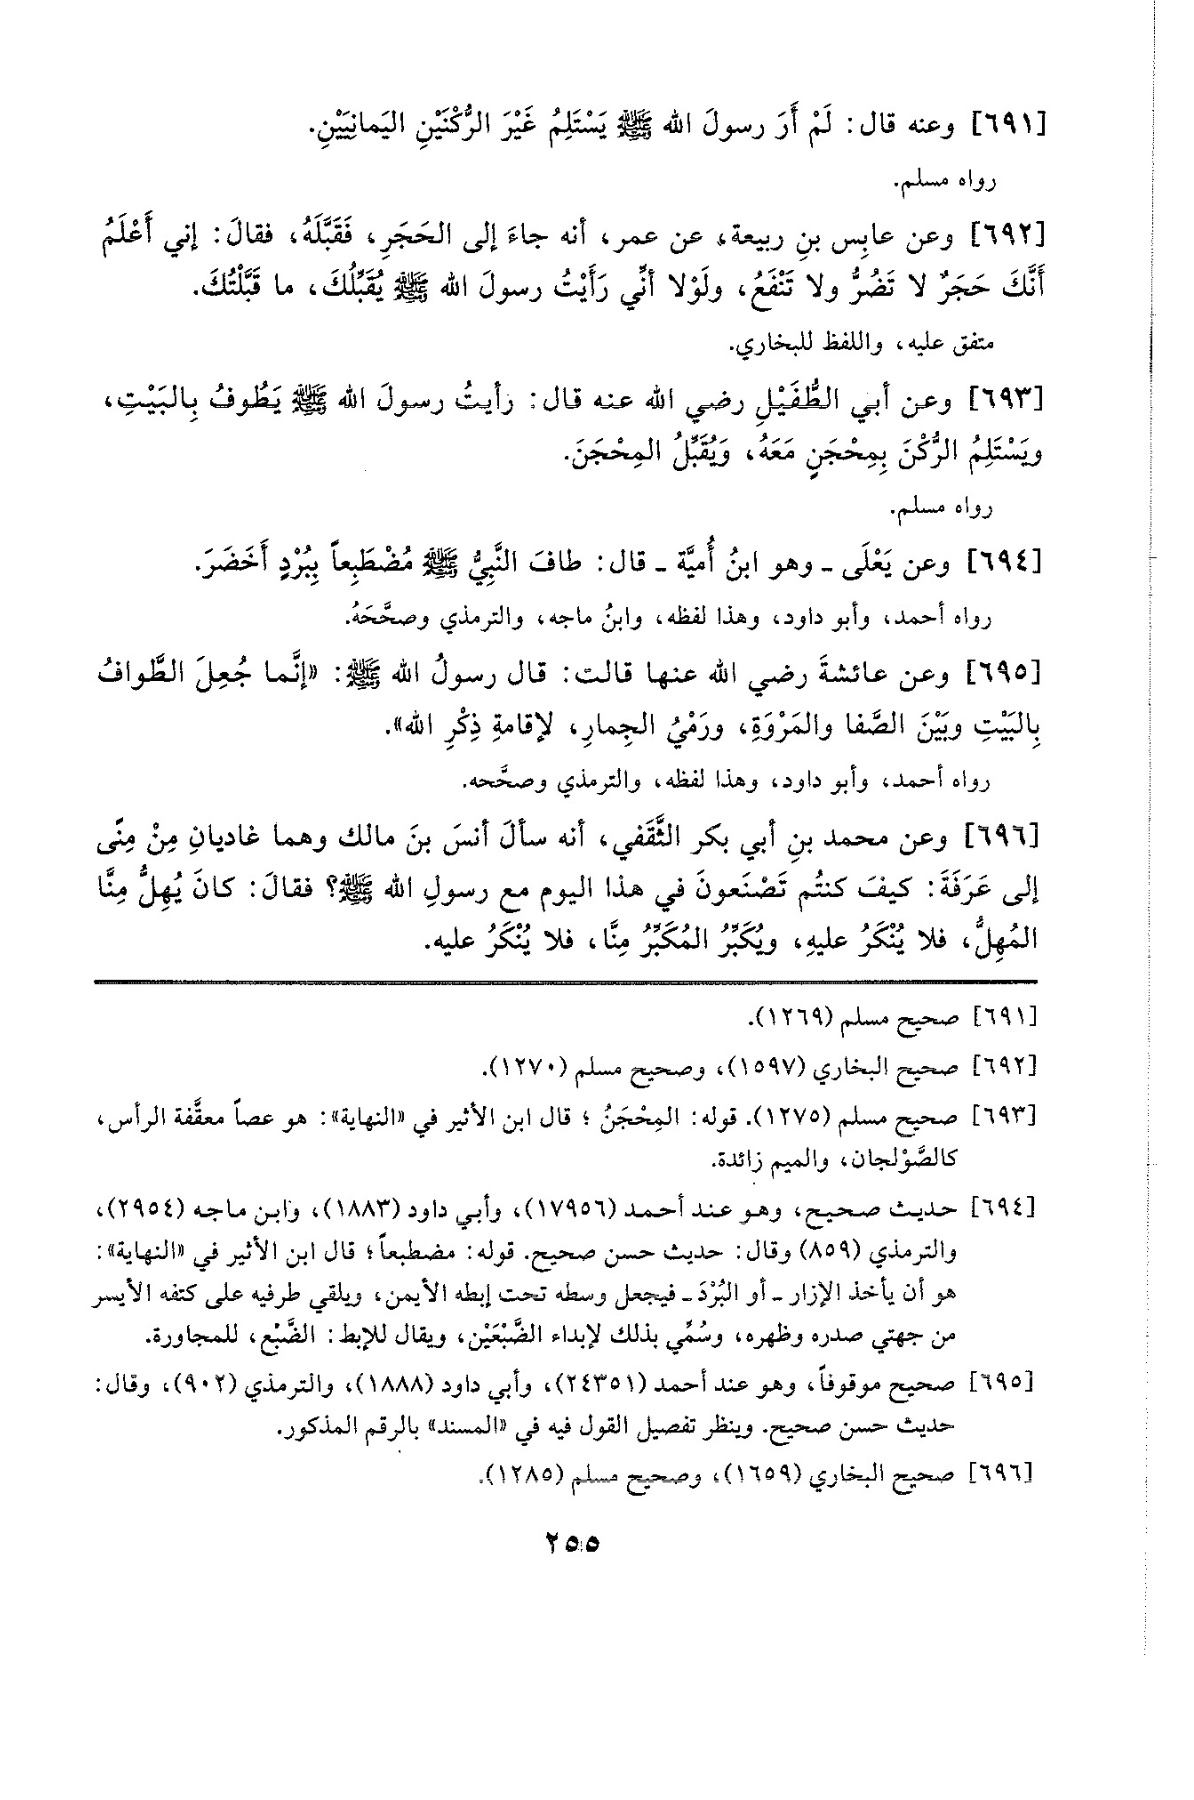 [٦٩١] وعنه قال: لَمْ أَرَ رسولَ الله ﷺ يَسْتَلِمُ غَيْرَ الرُّكْنَيْنِ اليَمانِيَيْنِ.
رواه مسلم.
[٦٩٢] وعن عابِس بنِ ربيعة، عن عمر، أنه جاءَ إلى الحَجَرِ، فَقَبَّلَهُ، فقالَ: إني أَعْلَمُ
أَنَّكَ حَجَرٌ لا تَضُرُّ ولا تَنْفَعُ، ولَوْلا أنِّي رَأَيْتُ رسولَ الله ﷺ يُقَبِّلُكَ، ما قَبَّلْتُكَ.
متفق عليه، واللفظ للبخاري.
[٦٩٣] وعن أبي الطُّفَيْلِ رضي الله عنه قال: رأيتُ رسولَ الله ﷺ يَطُوفُ بِالبَيْتِ،
ويَسْتَلِمُ الرُّكْنَ بِمِحْجَنٍ مَعَهُ، وَيُقَبِّلُ المِحْجَنَ.
رواه مسلم.
[٦٩٤] وعن يَعْلَى ـ وهو ابنُ أُميَّة ـ قال: طافَ النَّبِيُّ ﷺ مُضْطَبِعاً بِبُرْدٍ أَخَضَرَ.
رواه أحمد، وأبو داود، وهذا لفظه، وابنُ ماجه، والترمذي وصحَّحَهُ.
[٦٩٥] وعن عائشةَ رضي الله عنها قالت: قال رسولُ الله ﷺ: «إنَّما جُعِلَ الطَّوافُ
بِالبَيْتِ وبَيْنَ الصَّفا والمَرْوَةِ، ورَمْيُ الجِمارِ، لإقامةِ ذِكْرِ الله».
رواه أحمد، وأبو داود، وهذا لفظه، والترمذي وصحَّحه.
[٦٩٦] وعن محمد بنِ أبي بكر الثَّقَفي، أنه سألَ أنسَ بنَ مالك وهما غاديانِ مِنْ مِنًى
إلى عَرَفَةَ: كيفَ كنتُم تَصْنَعونَ في هذا اليوم مع رسولِ الله ﷺ؟ فقالَ: كانَ يُهِلُّ مِنَّا
المُهِلُّ، فلا يُنْكَرُ عليهِ، ويُكَبِّرُ المُكَبِّرُ مِنَّا، فلا يُنْكَرُ عليه.
[٦٩١] صحيح مسلم (١٢٦٩).
[٦٩٢] صحيح البخاري (١٥٩٧)، وصحيح مسلم (١٢٧٠).
[٦٩٣] صحيح مسلم (١٢٧٥). قوله: المِحْجَنُ ؛ قال ابن الأثير في «النهاية»: هو عصاً معقَّفة الرأس،
كالصَّوْلجان، والميم زائدة.
[٦٩٤] حديث صحيح، وهو عند أحمد (١٧٩٥٦)، وأبي داود (١٨٨٣)، وابن ماجه (٢٩٥٤)،
والترمذي (٨٥٩) وقال: حديث حسن صحيح. قوله: مضطبعاً؛ قال ابن الأثير في «النهاية»:
هو أن يأخذ الإزار ـ أو البُرْدَ ـ فيجعل وسطه تحت إبطه الأيمن، ويلقي طرفيه على كتفه الأيسر
من جهتي صدره وظهره، وسُمِّي بذلك لإبداء الضَّبْعَيْن، ويقال للإبط: الضَّبْع، للمجاورة.
[٦٩٥] صحيح موقوفاً، وهو عند أحمد (٢٤٣٥١)، وأبي داود (١٨٨٨)، والترمذي (٩٠٢)، وقال:
حديث حسن صحيح. وينظر تفصيل القول فيه في «المسند» بالرقم المذكور.
[٦٩٦] صحيح البخاري (١٦٥٩)، وصحيح مسلم (١٢٨٥).
٢٥٥